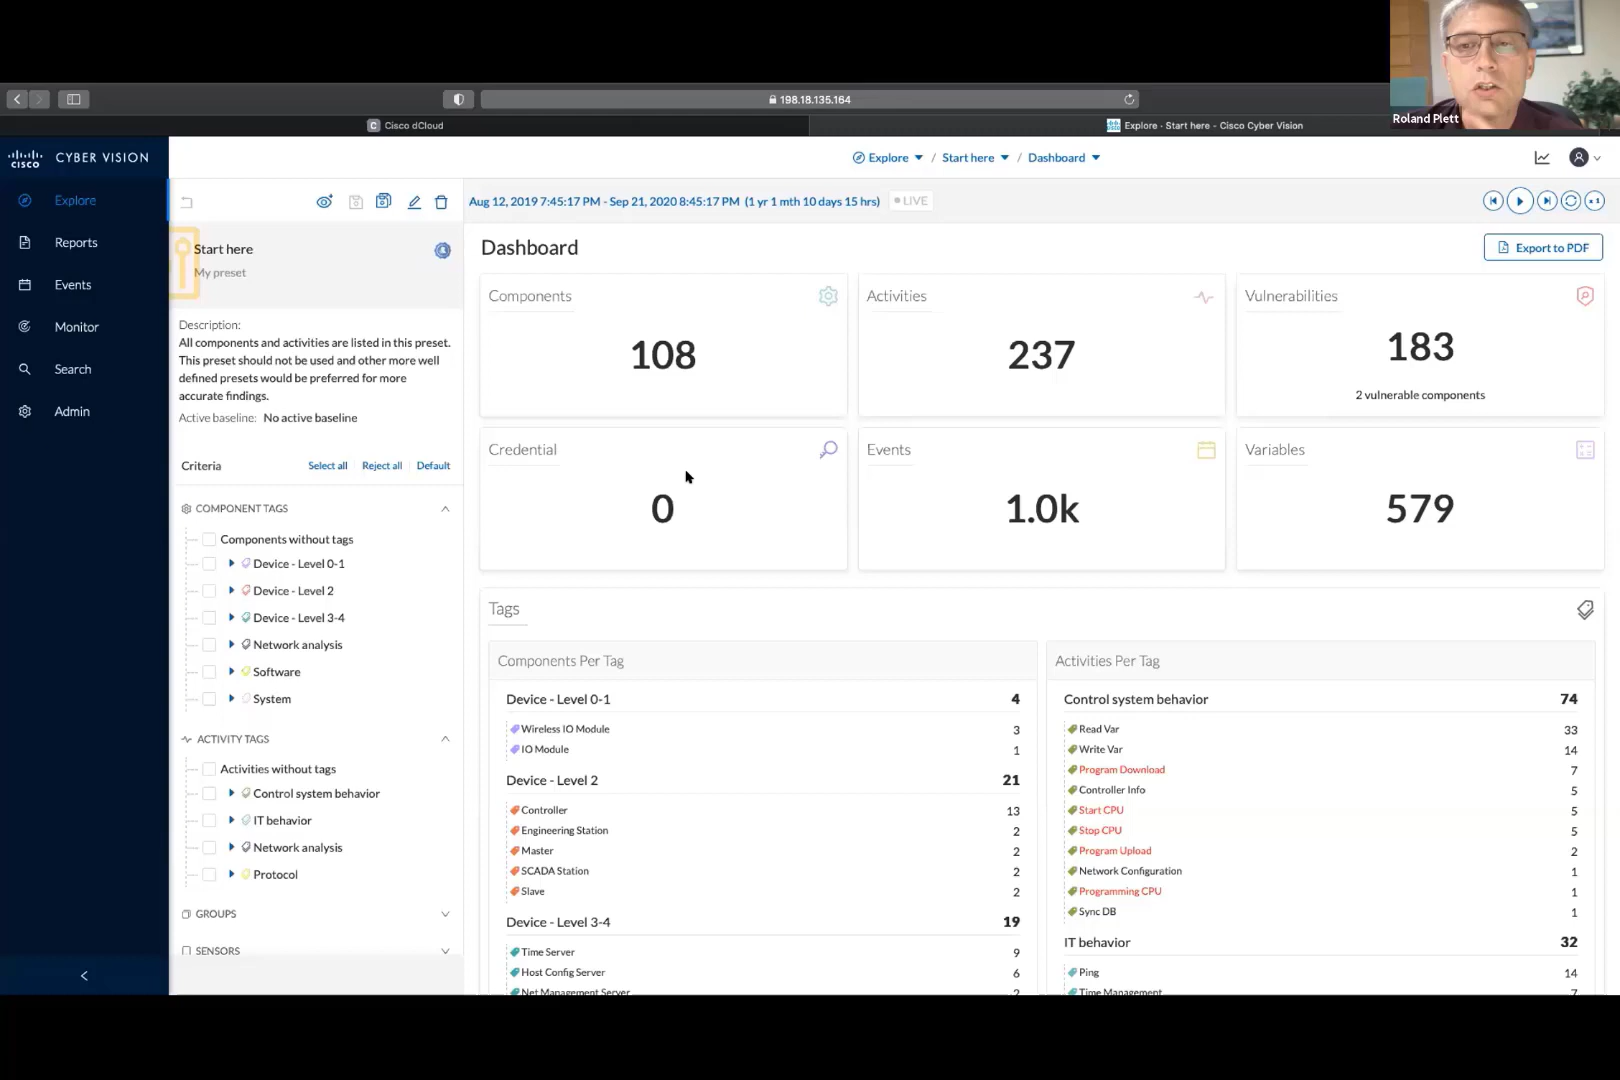 Roland Plett
198.18.135.164
C Cisco dCloud
Explore · Start here - Cisco Cyber Vision
CISCO CYBER VISION
Explore / Start here / Dashboard
Explore
Reports
Events
Monitor
Search
Admin
Start here
My preset
Description:
All components and activities are listed in this preset.
This preset should not be used and other more well
defined presets would be preferred for more
accurate findings.
Active baseline: No active baseline
Criteria Select all Reject all Default
COMPONENT TAGS
Components without tags
Device - Level 0-1
Device - Level 2
Device - Level 3-4
Network analysis
Software
System
ACTIVITY TAGS
Activities without tags
Control system behavior
IT behavior
Network analysis
Protocol
GROUPS
SENSORS
Aug 12, 2019 7:45:17 PM - Sep 21, 2020 8:45:17 PM (1 yr 1 mth 10 days 15 hrs) LIVE
x1
Dashboard
Export to PDF
Components
108
Activities
237
Vulnerabilities
183
2 vulnerable components
Credential
0
Events
1.0k
Variables
579
Tags
Components Per Tag
Device - Level 0-1 4
Wireless IO Module 3
IO Module 1
Device - Level 2 21
Controller 13
Engineering Station 2
Master 2
SCADA Station 2
Slave 2
Device - Level 3-4 19
Time Server 9
Host Config Server 6
Net Management Server 2
Activities Per Tag
Control system behavior 74
Read Var 33
Write Var 14
Program Download 7
Controller Info 5
Start CPU 5
Stop CPU 5
Program Upload 2
Network Configuration 1
Programming CPU 1
Sync DB 1
IT behavior 32
Ping 14
Time Management 7